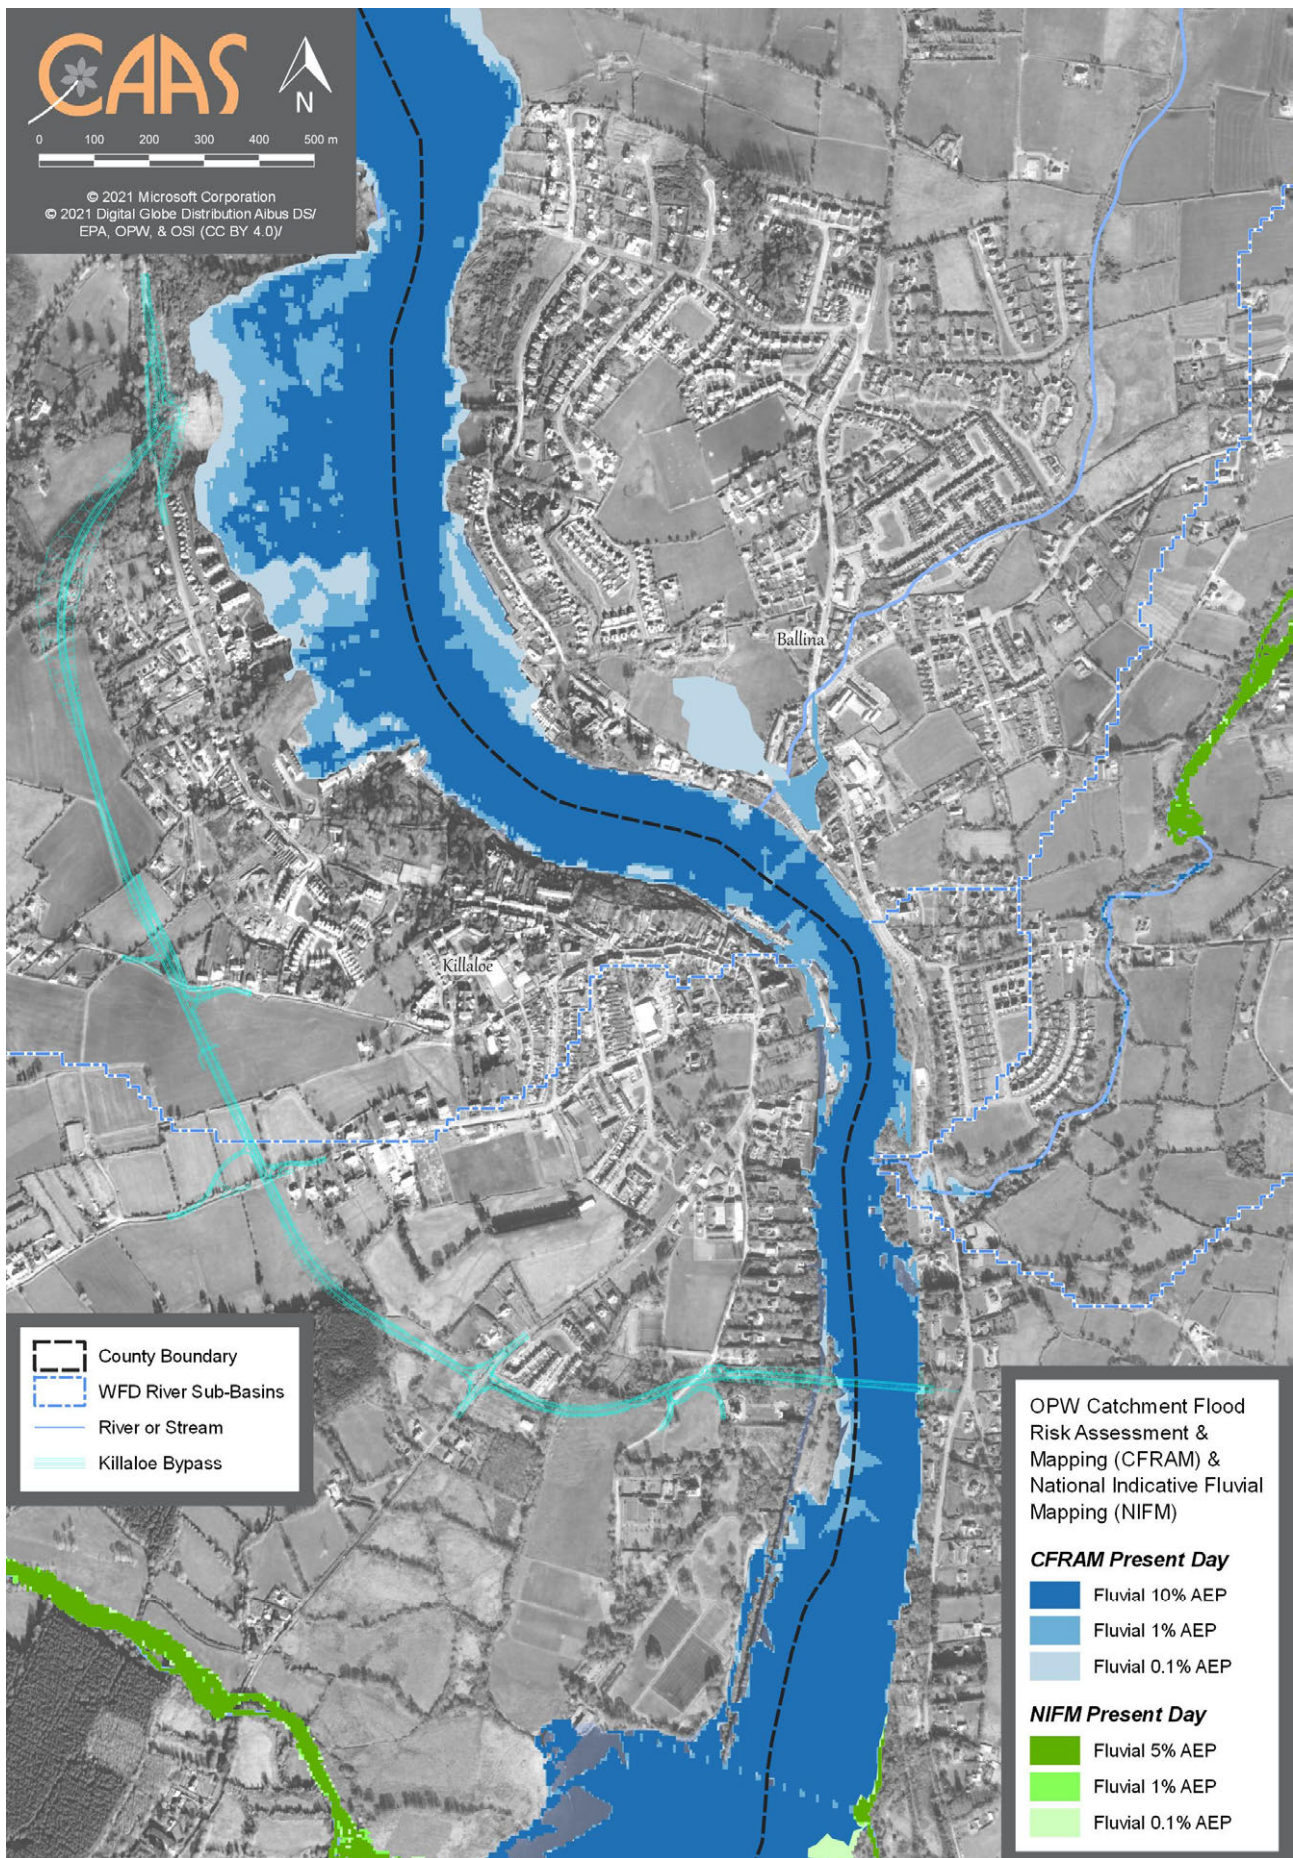 CAAS
N
0 100 200 300 400 500 m
© 2021 Microsoft Corporation
© 2021 Digital Globe Distribution Aibus DS/
EPA, OPW, & OSI (CC BY 4.0)/
Ballina
Killaloe
County Boundary
WFD River Sub-Basins
River or Stream
Killaloe Bypass
OPW Catchment Flood
Risk Assessment &
Mapping (CFRAM) &
National Indicative Fluvial
Mapping (NIFM)
CFRAM Present Day
Fluvial 10% AEP
Fluvial 1% AEP
Fluvial 0.1% AEP
NIFM Present Day
Fluvial 5% AEP
Fluvial 1% AEP
Fluvial 0.1% AEP